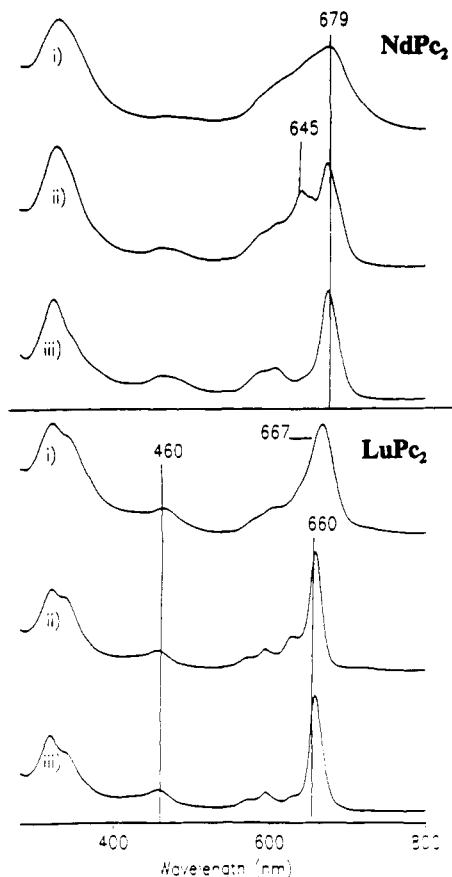 679
NdPc₂
i)
645
ii)
iii)
667
LuPc₂
i)
460
660
ii)
iii)
400 600 800
Wavelength (nm)